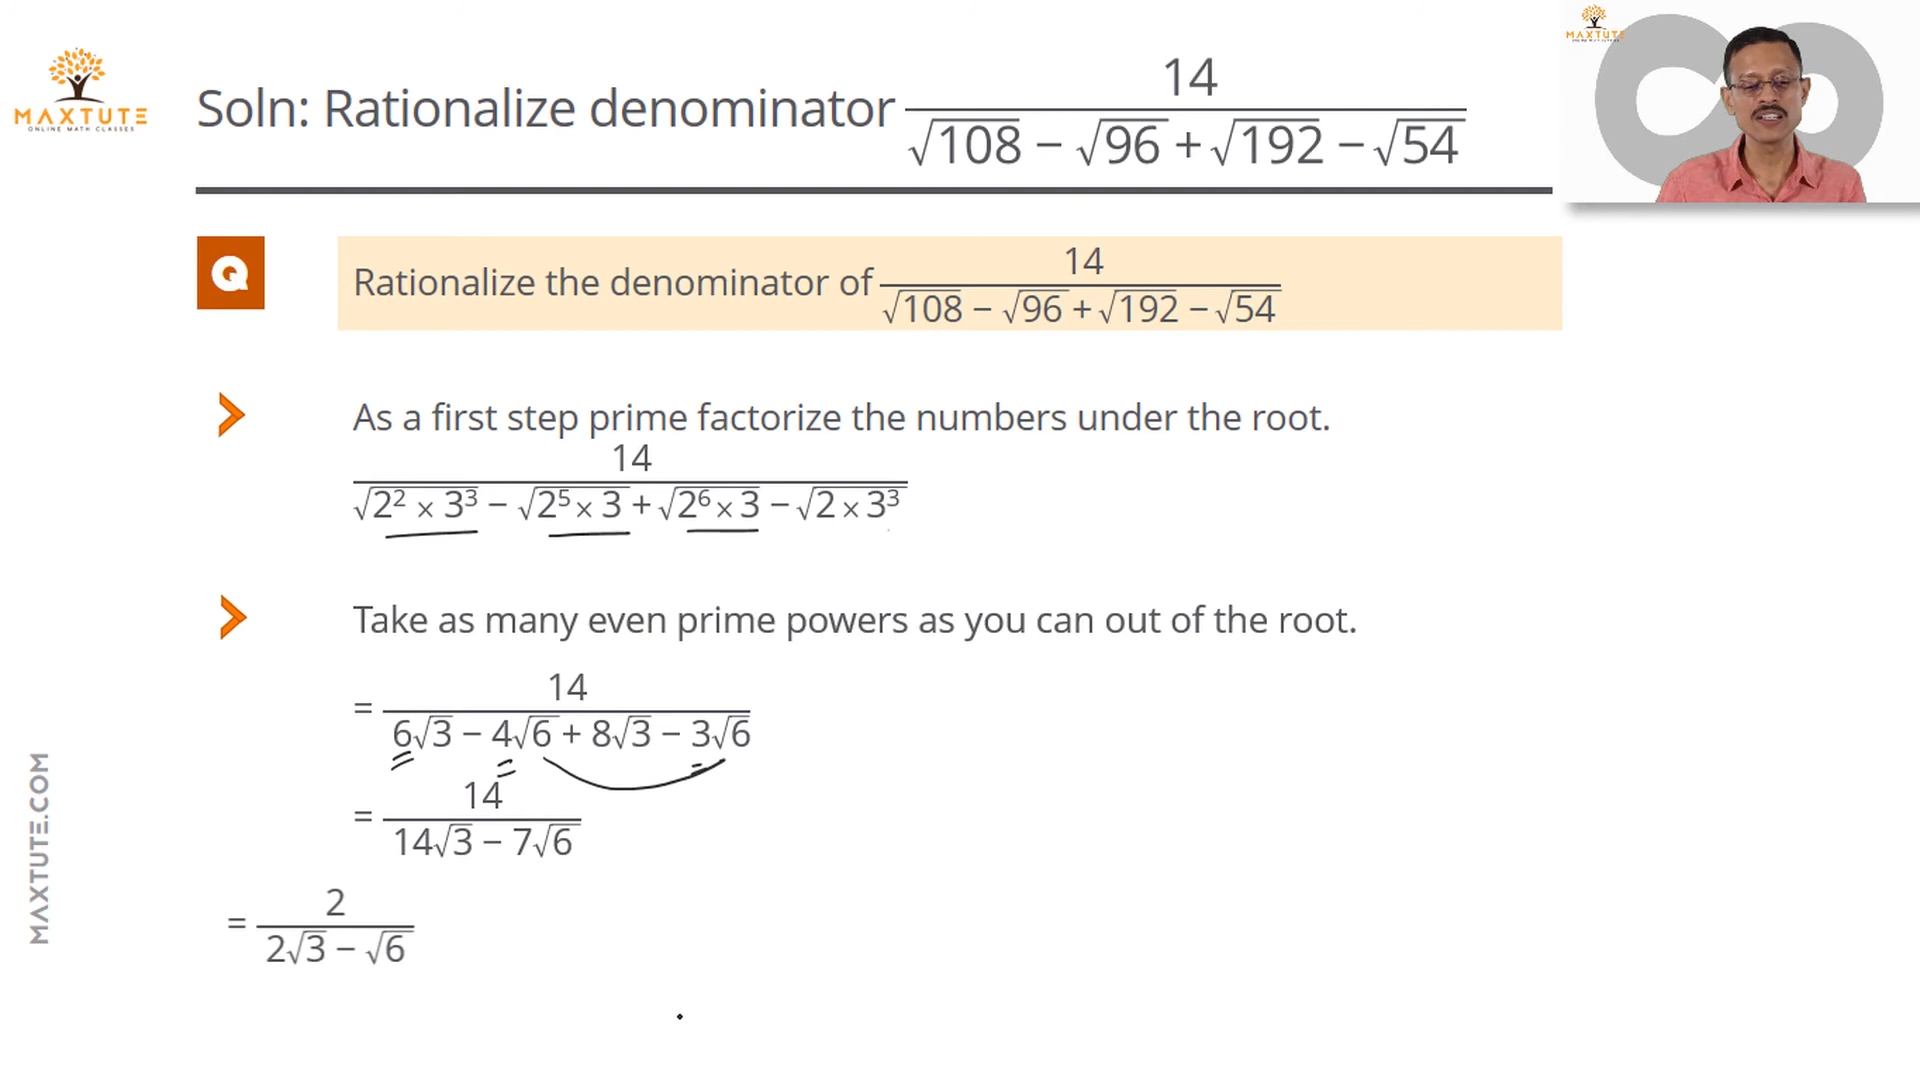 MAXTUTE
ONLINE MATH CLASSES
Soln: Rationalize denominator 14 / (√108 − √96 + √192 − √54)
MAXTUTE
Q
Rationalize the denominator of 14 / (√108 − √96 + √192 − √54)
As a first step prime factorize the numbers under the root.
14 / (√2² × 3³ − √2⁵ × 3 + √2⁶ × 3 − √2 × 3³)
Take as many even prime powers as you can out of the root.
= 14 / (6√3 − 4√6 + 8√3 − 3√6)
= 14 / (14√3 − 7√6)
= 2 / (2√3 − √6)
MAXTUTE.COM